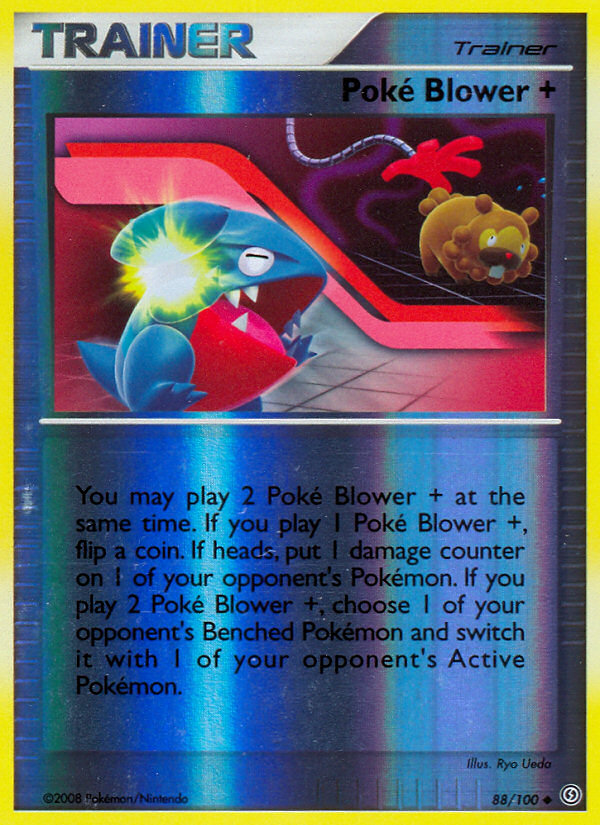 TRAINER
Trainer
Poké Blower +
You may play 2 Poké Blower + at the
same time. If you play 1 Poké Blower +,
flip a coin. If heads, put 1 damage counter
on 1 of your opponent's Pokémon. If you
play 2 Poké Blower +, choose 1 of your
opponent's Benched Pokémon and switch
it with 1 of your opponent's Active
Pokémon.
Illus. Ryo Ueda
©2008 Pokémon/Nintendo
88/100